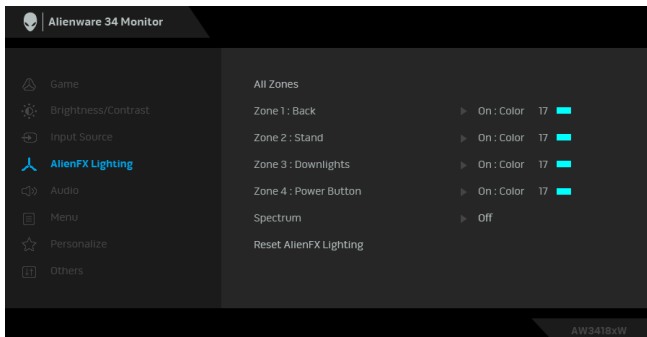 Alienware 34 Monitor
Game
Brightness/Contrast
Input Source
AlienFX Lighting
Audio
Menu
Personalize
Others
All Zones
Zone 1 : Back On : Color 17
Zone 2 : Stand On : Color 17
Zone 3 : Downlights On : Color 17
Zone 4 : Power Button On : Color 17
Spectrum Off
Reset AlienFX Lighting
AW3418xW